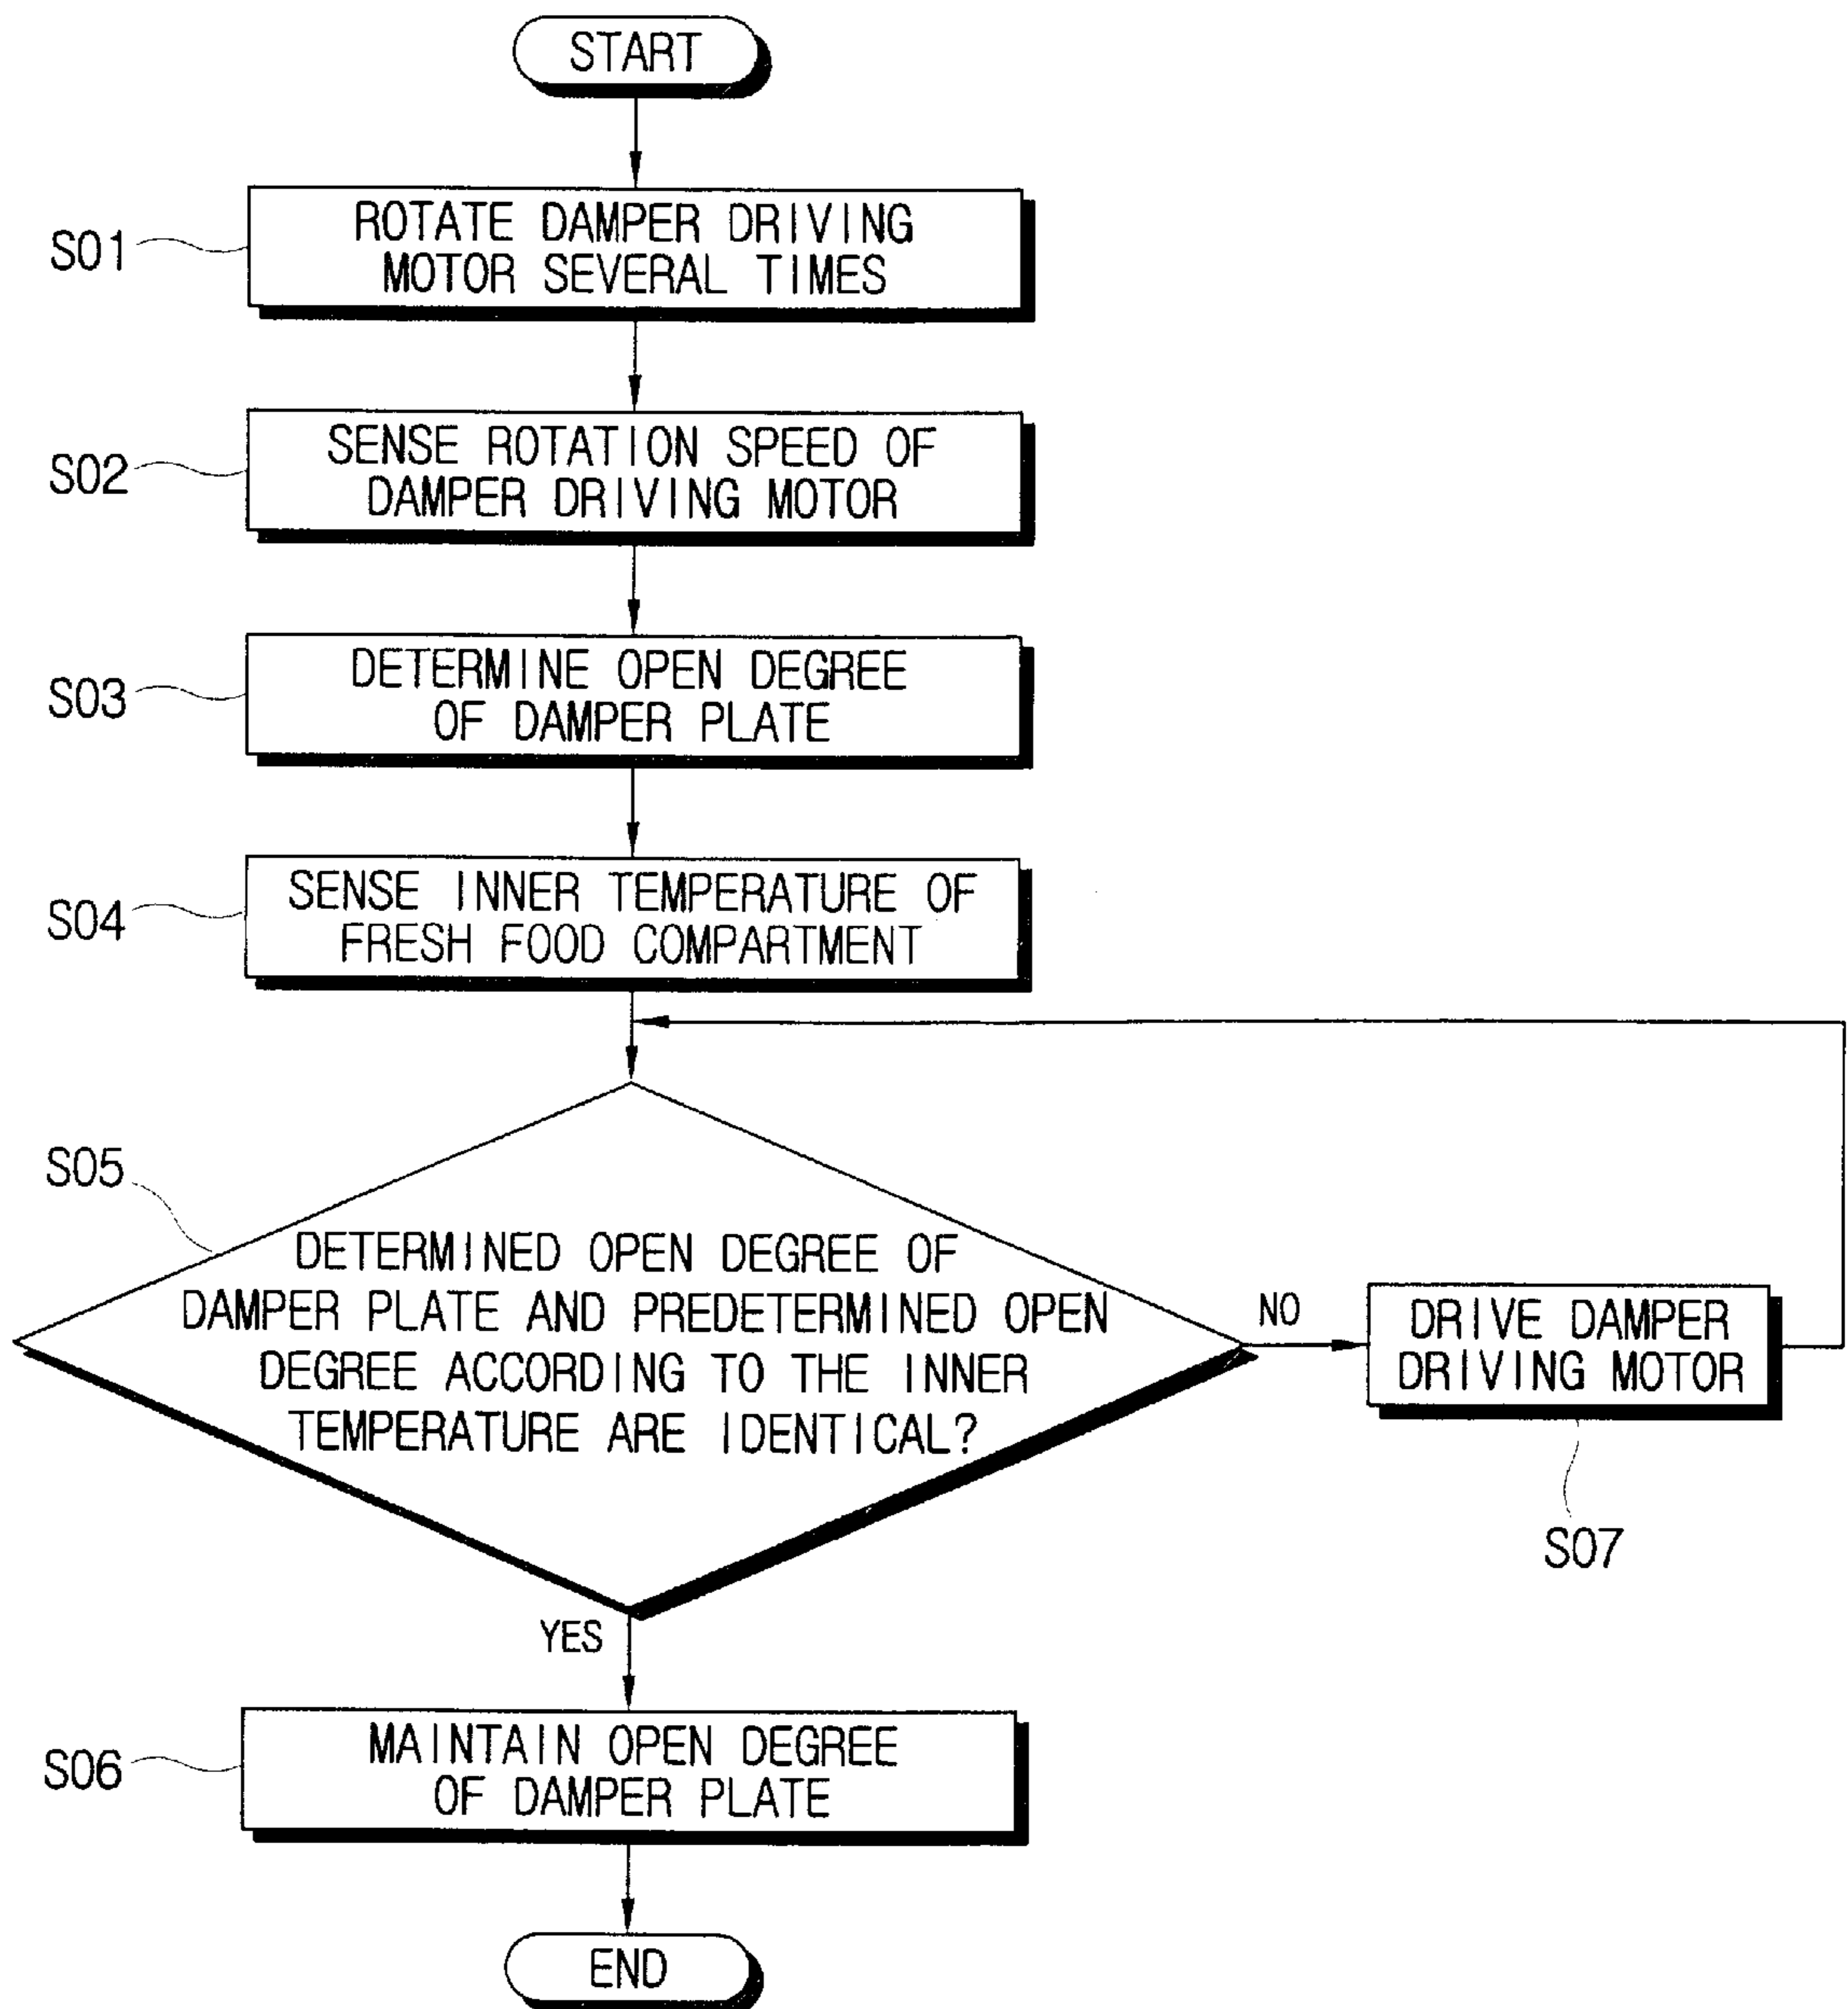 START
S01
ROTATE DAMPER DRIVING
MOTOR SEVERAL TIMES
S02
SENSE ROTATION SPEED OF
DAMPER DRIVING MOTOR
S03
DETERMINE OPEN DEGREE
OF DAMPER PLATE
S04
SENSE INNER TEMPERATURE OF
FRESH FOOD COMPARTMENT
S05
DETERMINED OPEN DEGREE OF
DAMPER PLATE AND PREDETERMINED OPEN
DEGREE ACCORDING TO THE INNER
TEMPERATURE ARE IDENTICAL?
NO
DRIVE DAMPER
DRIVING MOTOR
S07
YES
S06
MAINTAIN OPEN DEGREE
OF DAMPER PLATE
END